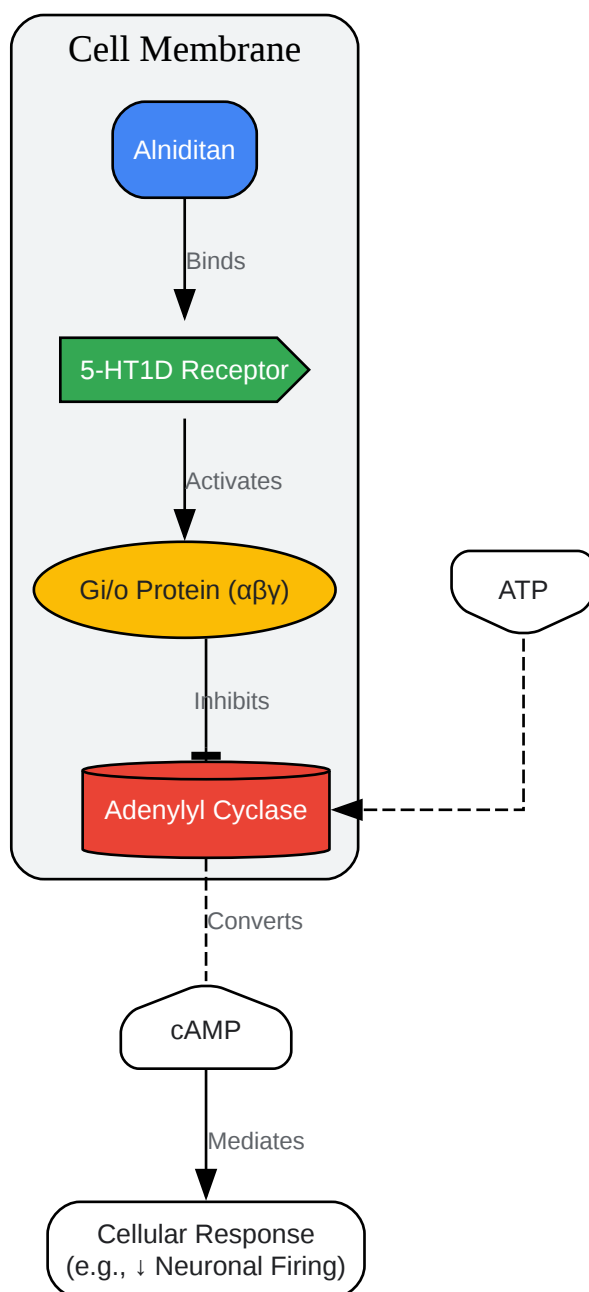 Cell Membrane
Alniditan
Binds
5-HT1D Receptor
Activates
Gi/o Protein (αβγ)
ATP
Inhibits
Adenylyl Cyclase
Converts
cAMP
Mediates
Cellular Response
(e.g., ↓ Neuronal Firing)